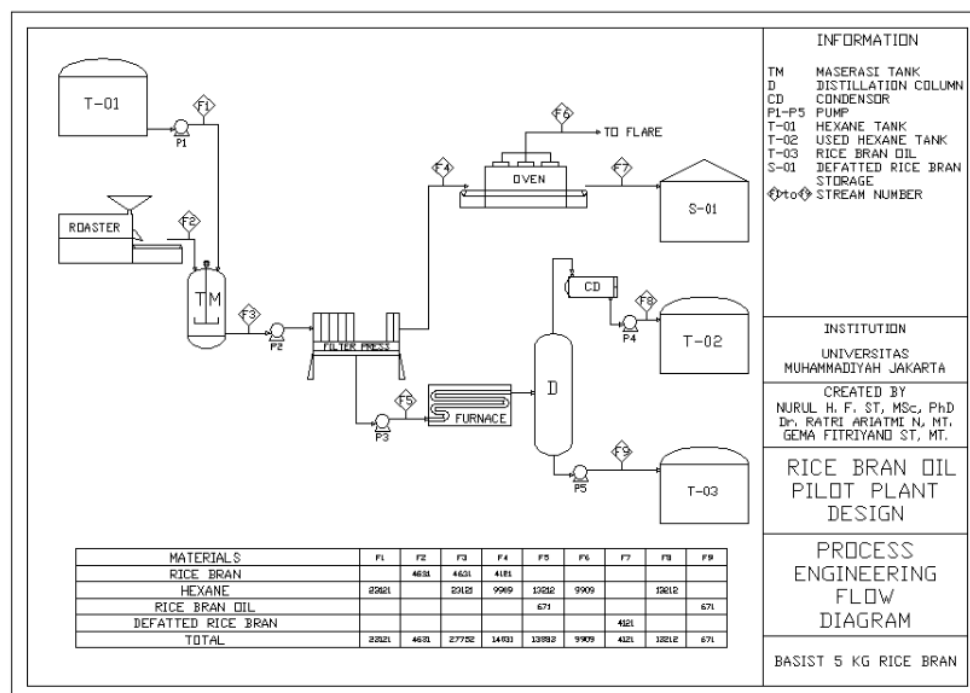 T-01
F1
P1
ROASTER
F2
TM
F3
P2
FILTER PRESS
F4
OVEN
F6
TO FLARE
F7
S-01
CD
F8
P4
T-02
D
F5
P3
FURNACE
F9
P5
T-03
MATERIALS F1 F2 F3 F4 F5 F6 F7 F8 F9
RICE BRAN 4631 4631
HEXANE 23121 23121 9909 13212 9909 13212
RICE BRAN OIL 671 671
DEFATTED RICE BRAN 4121
TOTAL 23121 4631 27752 13883 9909 4121 13212 671
INFORMATION
TM MASERASI TANK
D DISTILLATION COLUMN
CD CONDENSOR
P1-P5 PUMP
T-01 HEXANE TANK
T-02 USED HEXANE TANK
T-03 RICE BRAN OIL
S-01 DEFATTED RICE BRAN
STORAGE
F1 to F9 STREAM NUMBER
INSTITUTION
UNIVERSITAS
MUHAMMADIYAH JAKARTA
CREATED BY
NURUL H. F. ST, MSc, PhD
Dr. RATRI ARIATMI N, MT.
GEMA FITRIYANO ST, MT.
RICE BRAN OIL
PILOT PLANT
DESIGN
PROCESS
ENGINEERING
FLOW
DIAGRAM
BASIST 5 KG RICE BRAN